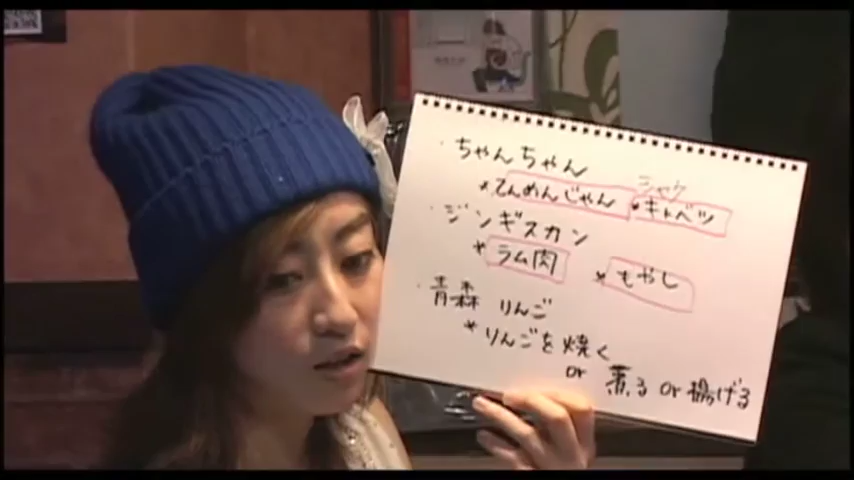 ・ちゃんちゃん
シャケ
*てんめんじゃん *キャベツ
・ジンギスカン
*ラム肉 *もやし
・青森 りんご
*りんごを焼く
or 煮る or 揚げる